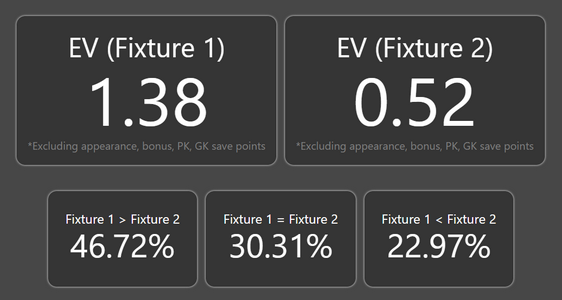 EV (Fixture 1)
1.38
*Excluding appearance, bonus, PK, GK save points
EV (Fixture 2)
0.52
*Excluding appearance, bonus, PK, GK save points
Fixture 1 > Fixture 2
46.72%
Fixture 1 = Fixture 2
30.31%
Fixture 1 < Fixture 2
22.97%